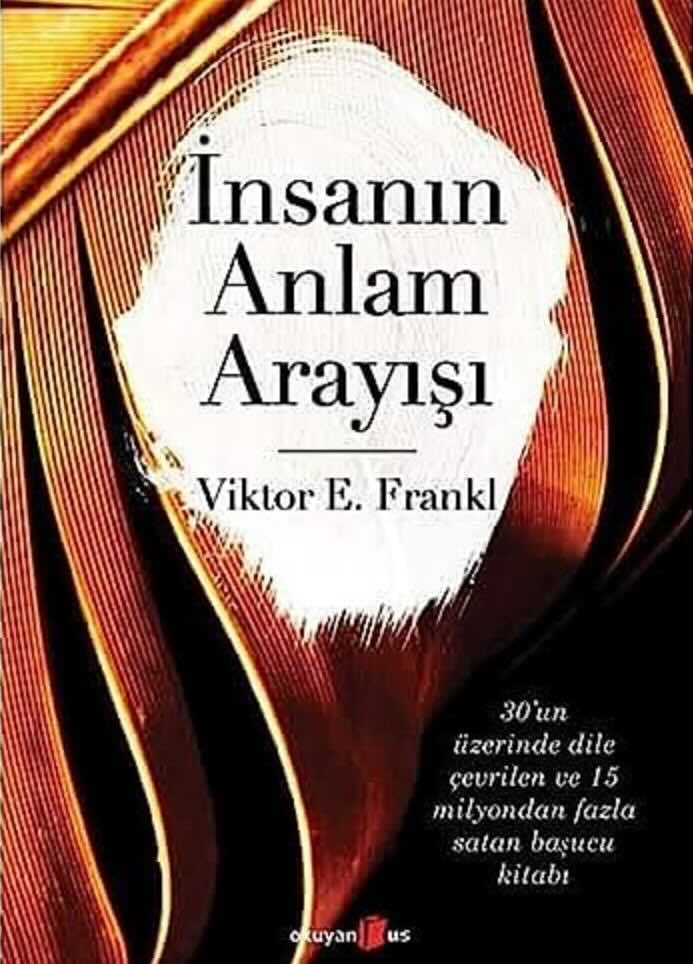 İnsanın
Anlam
Arayışı
Viktor E. Frankl
30'un
üzerinde dile
çevrilen ve 15
milyondan fazla
satan başucu
kitabı
okuyan us